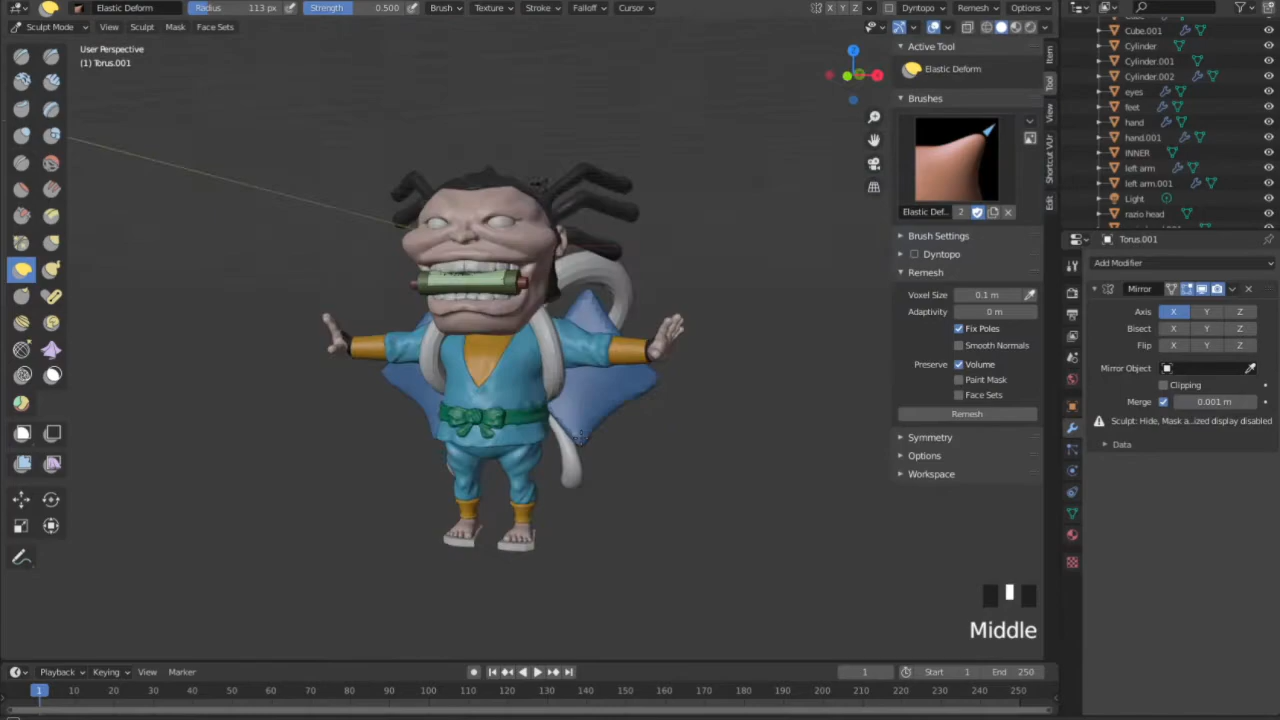 Elastic Deform
Radius 113 px
Strength 0.500
Brush
Texture
Stroke
Falloff
Cursor
X Y Z
Dyntopo
Remesh
Options
Sculpt Mode
View
Sculpt
Mask
Face Sets
User Perspective
(1) Torus.001
Z
Active Tool
Elastic Deform
Brushes
Elastic Def..
2
Brush Settings
Dyntopo
Remesh
Voxel Size 0.1 m
Adaptivity 0 m
Fix Poles
Smooth Normals
Preserve Volume
Paint Mask
Face Sets
Remesh
Symmetry
Options
Workspace
Item
Tool
View
Shortcut VUr
Edit
Cube.001
Cylinder
Cylinder.001
Cylinder.002
eyes
feet
hand
hand.001
INNER
left arm
left arm.001
Light
razio head
Torus.001
Add Modifier
Mirror
Axis X Y Z
Bisect X Y Z
Flip X Y Z
Mirror Object
Clipping
Merge 0.001 m
Sculpt: Hide, Mask a..ized display disabled
Data
Middle
Playback
Keying
View
Marker
1
Start 1
End 250
1 10 20 30 40 50 60 70 80 90 100 110 120 130 140 150 160 170 180 190 200 210 220 230 240 250